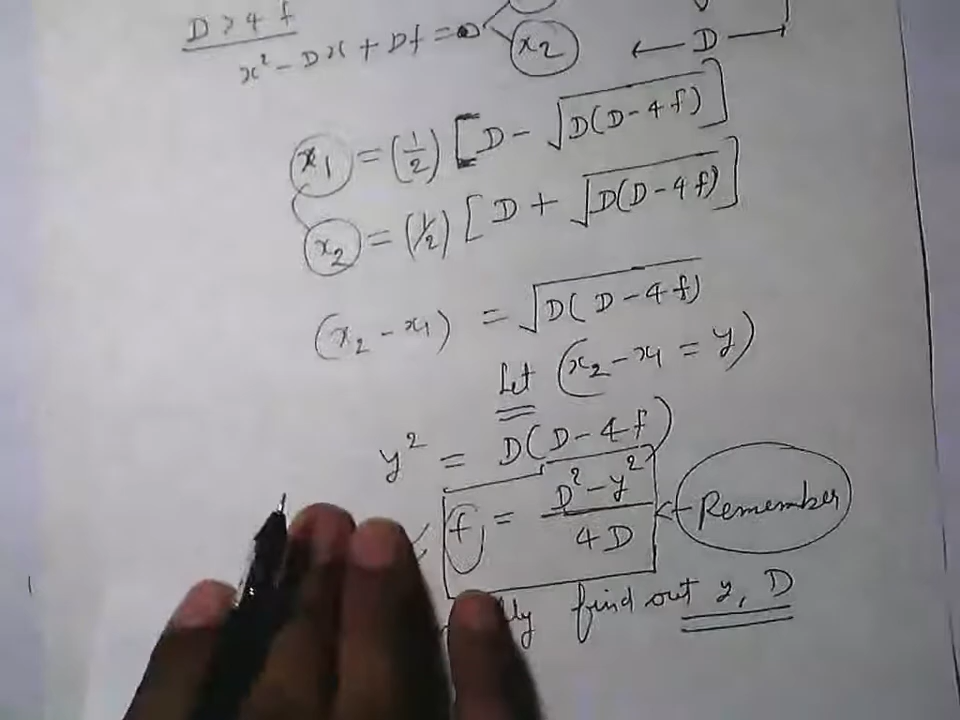 D > 4 f
x² - Dx + Df = 0 x₂ ← D →
x₁ = (1/2) [D - √D(D-4f)]
x₂ = (1/2) [D + √D(D-4f)]
(x₂ - x₁) = √D(D-4f)
Let (x₂ - x₁ = y)
y² = D(D-4f)
f = (D² - y²)/4D ← Remember
find out y, D